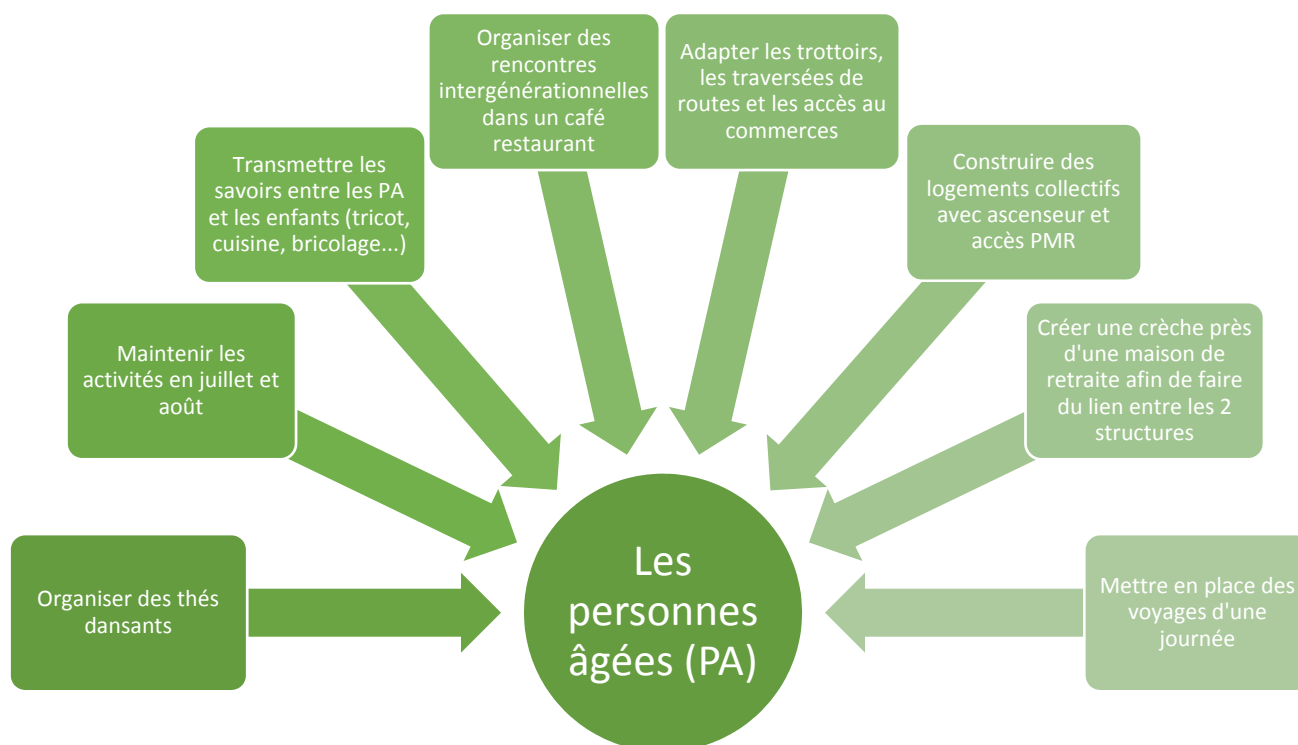 Organiser des
rencontres
intergénérationnelles
dans un café
restaurant
Adapter les trottoirs,
les traversées de
routes et les accès au
commerces
Transmettre les
savoirs entre les PA
et les enfants (tricot,
cuisine, bricolage...)
Construire des
logements collectifs
avec ascenseur et
accès PMR
Maintenir les
activités en juillet et
août
Créer une crèche près
d'une maison de
retraite afin de faire
du lien entre les 2
structures
Organiser des thés
dansants
Les
personnes
âgées (PA)
Mettre en place des
voyages d'une
journée